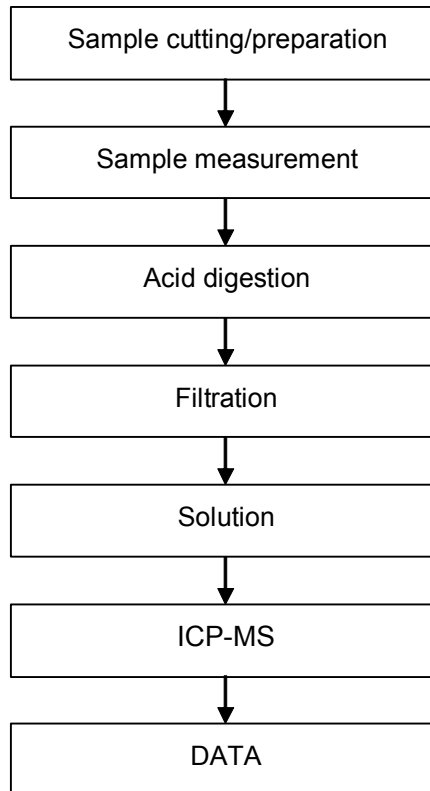 Sample cutting/preparation
Sample measurement
Acid digestion
Filtration
Solution
ICP-MS
DATA